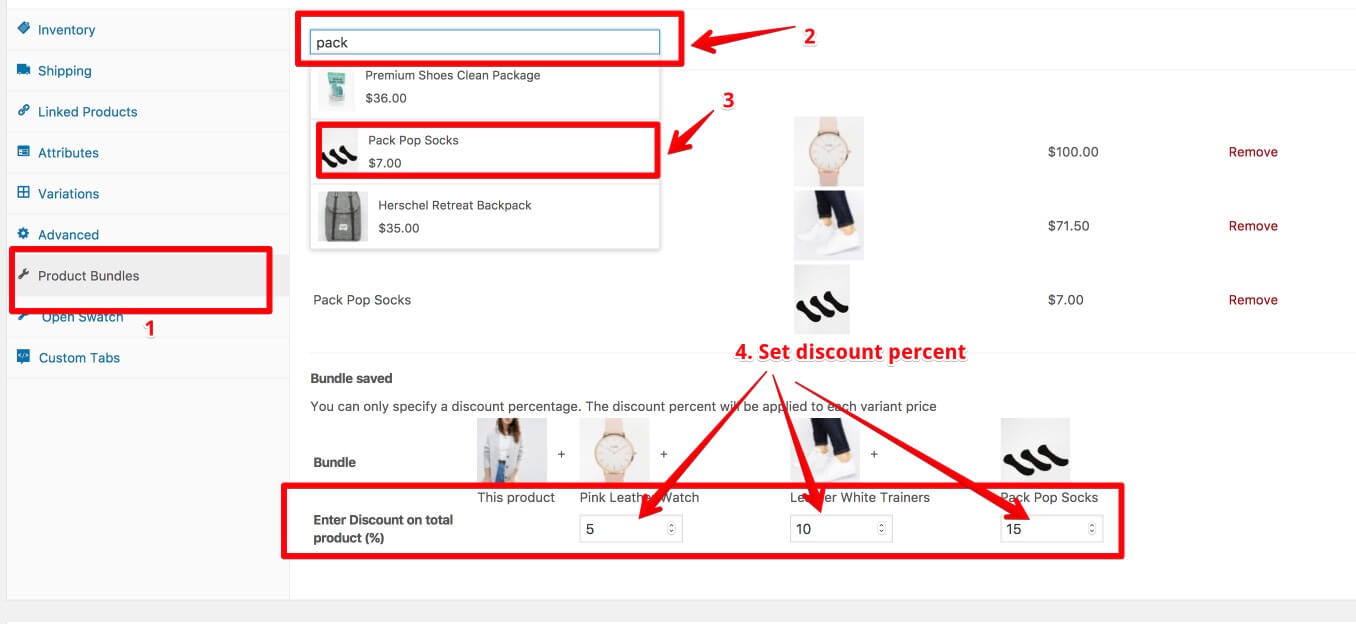 Inventory
Shipping
Linked Products
Attributes
Variations
Advanced
Product Bundles
Open Swatch
1
Custom Tabs
pack
2
Premium Shoes Clean Package
$36.00
3
Pack Pop Socks
$7.00
Herschel Retreat Backpack
$35.00
$100.00 Remove
$71.50 Remove
Pack Pop Socks $7.00 Remove
4. Set discount percent
Bundle saved
You can only specify a discount percentage. The discount percent will be applied to each variant price
Bundle + + +
This product Pink Leather Watch Leather White Trainers Pack Pop Socks
Enter Discount on total
product (%)
5 10 15